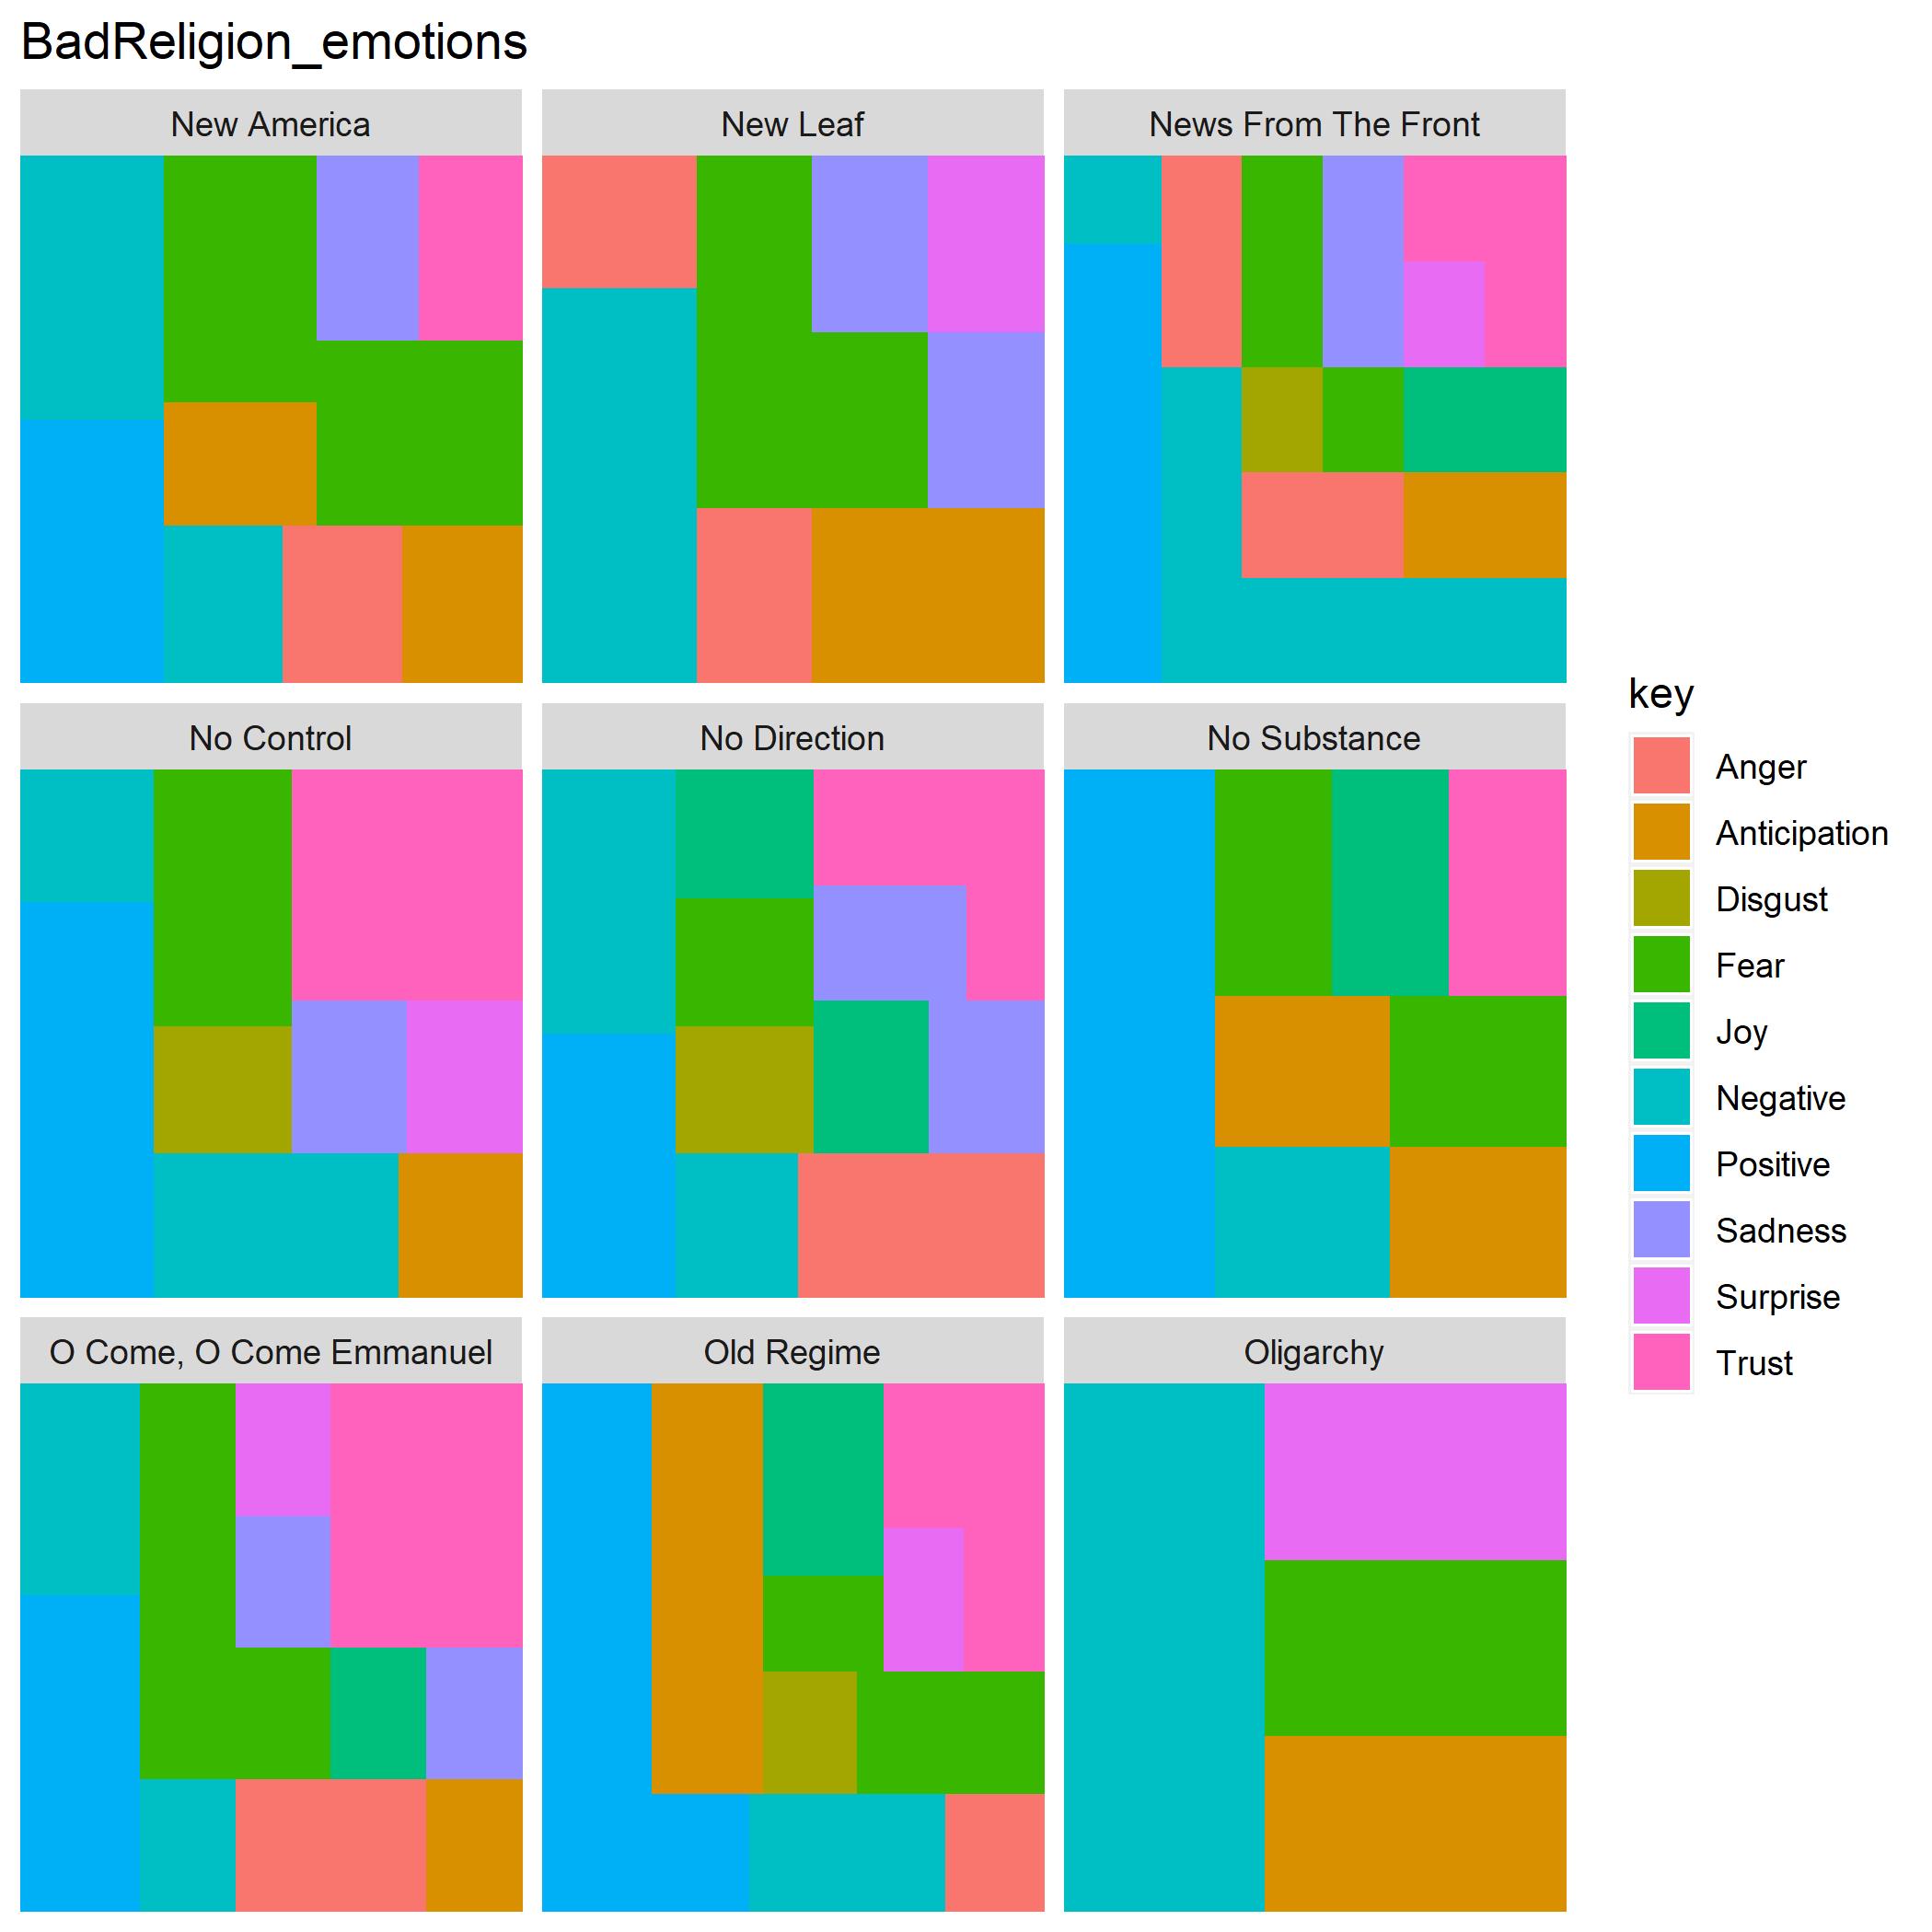 BadReligion_emotions
New America
New Leaf
News From The Front
No Control
No Direction
No Substance
O Come, O Come Emmanuel
Old Regime
Oligarchy
key
Anger
Anticipation
Disgust
Fear
Joy
Negative
Positive
Sadness
Surprise
Trust